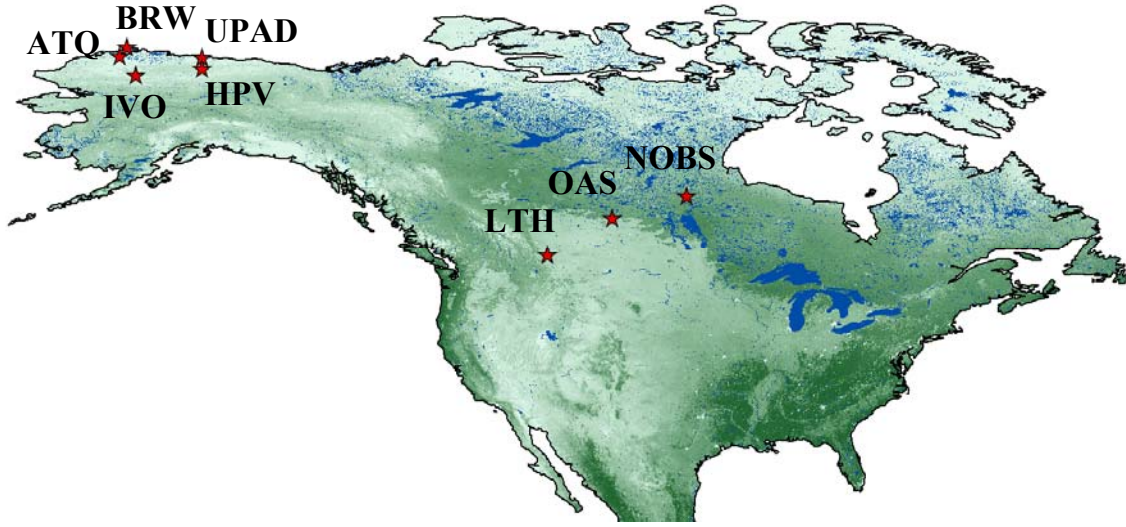 BRW
UPAD
ATQ
IVO
HPV
NOBS
OAS
LTH